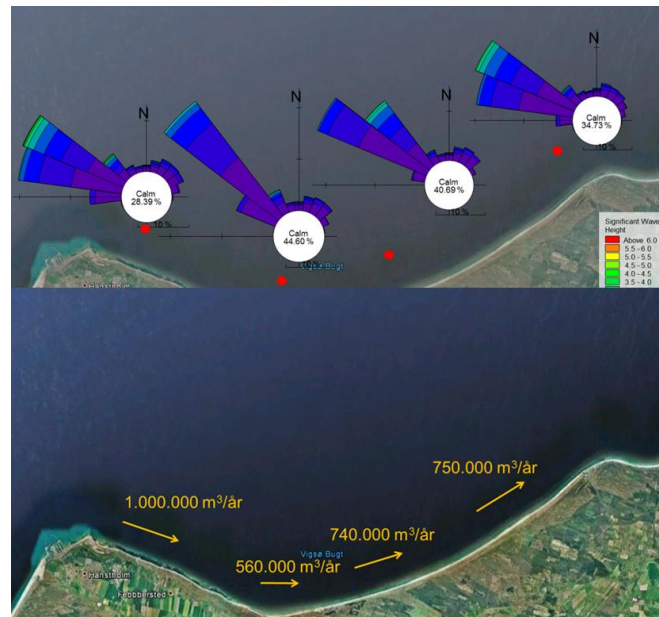 N
N
N
N
Calm
34.73 %
10 %
Calm
28.39 %
10 %
Calm
40.69 %
10 %
Calm
44.60 %
Vigsø Bugt
Hanstholm
Significant Wave
Height
Above 6.0
5.5 - 6.0
5.0 - 5.5
4.5 - 5.0
4.0 - 4.5
3.5 - 4.0
750.000 m³/år
1.000.000 m³/år
740.000 m³/år
Vigsø Bugt
560.000 m³/år
Hanstholm
Febbersted